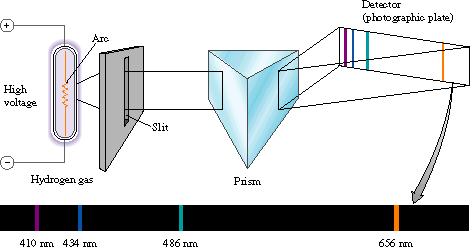 Detector
(photographic plate)
+
Arc
High
voltage
Slit
−
Hydrogen gas
Prism
410 nm
434 nm
486 nm
656 nm